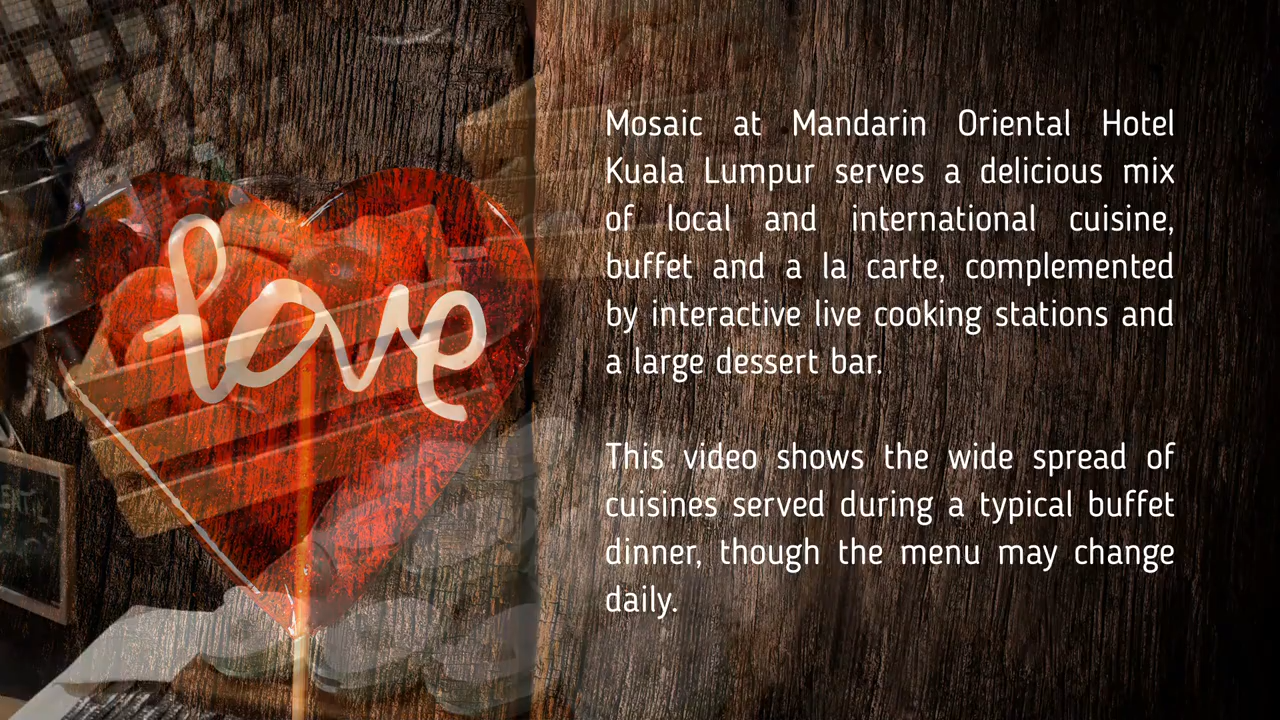 love
Mosaic at Mandarin Oriental Hotel
Kuala Lumpur serves a delicious mix
of local and international cuisine,
buffet and a la carte, complemented
by interactive live cooking stations and
a large dessert bar.
This video shows the wide spread of
cuisines served during a typical buffet
dinner, though the menu may change
daily.